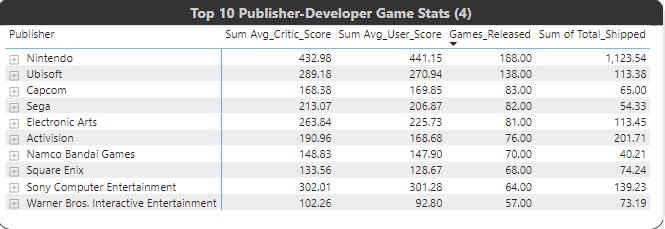 Top 10 Publisher-Developer Game Stats (4)
Publisher Sum Avg_Critic_Score Sum Avg_User_Score Games_Released Sum of Total_Shipped
Nintendo 432.98 441.15 188.00 1,123.54
Ubisoft 289.18 270.94 138.00 113.38
Capcom 168.38 169.85 83.00 65.00
Sega 213.07 206.87 82.00 54.33
Electronic Arts 263.84 225.73 81.00 113.45
Activision 190.96 168.68 76.00 201.71
Namco Bandai Games 148.83 147.90 70.00 40.21
Square Enix 133.56 128.67 68.00 74.24
Sony Computer Entertainment 302.01 301.28 64.00 139.23
Warner Bros. Interactive Entertainment 102.26 92.80 57.00 73.19